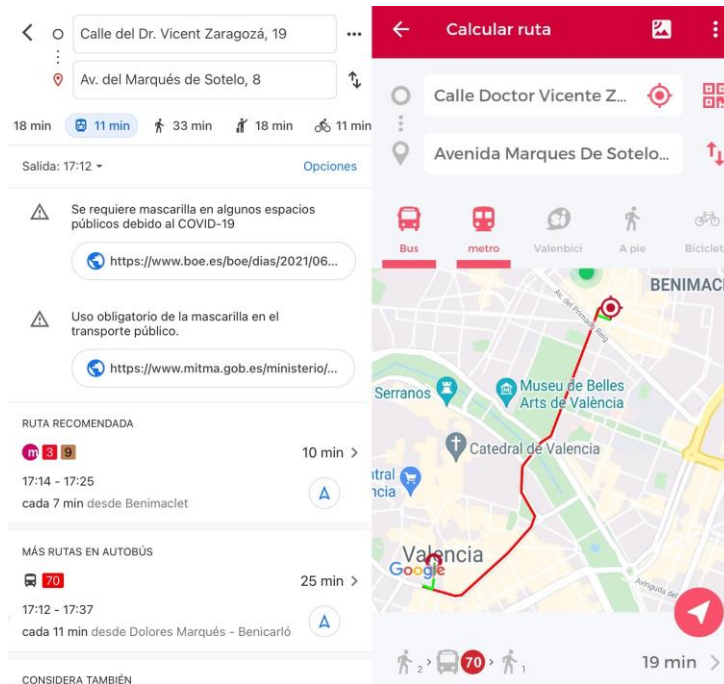 Calle del Dr. Vicent Zaragozá, 19
Av. del Marqués de Sotelo, 8
18 min 11 min 33 min 18 min 11 min
Salida: 17:12
Opciones
Se requiere mascarilla en algunos espacios
públicos debido al COVID-19
https://www.boe.es/boe/dias/2021/06...
Uso obligatorio de la mascarilla en el
transporte público.
https://www.mitma.gob.es/ministerio/...
RUTA RECOMENDADA
m 3 9
10 min
17:14 - 17:25
cada 7 min desde Benimaclet
MÁS RUTAS EN AUTOBÚS
70
25 min
17:12 - 17:37
cada 11 min desde Dolores Marqués - Benicarló
CONSIDERA TAMBIÉN
Calcular ruta
Calle Doctor Vicente Z...
Avenida Marques De Sotelo...
Bus metro Valenbici A pie Biciclet
BENIMACL
Av. del Primado Reig
Serranos
Museu de Belles
Arts de València
Catedral de Valencia
ntral
ncia
Valencia
Google
Avinguda del
2 70 1
19 min